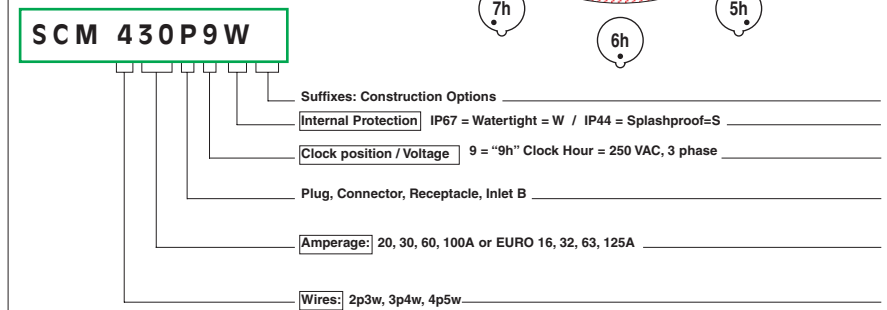 7h
5h
6h
SCM 430P9W
Suffixes: Construction Options
Internal Protection IP67 = Watertight = W / IP44 = Splashproof=S
Clock position / Voltage 9 = “9h” Clock Hour = 250 VAC, 3 phase
Plug, Connector, Receptacle, Inlet B
Amperage: 20, 30, 60, 100A or EURO 16, 32, 63, 125A
Wires: 2p3w, 3p4w, 4p5w